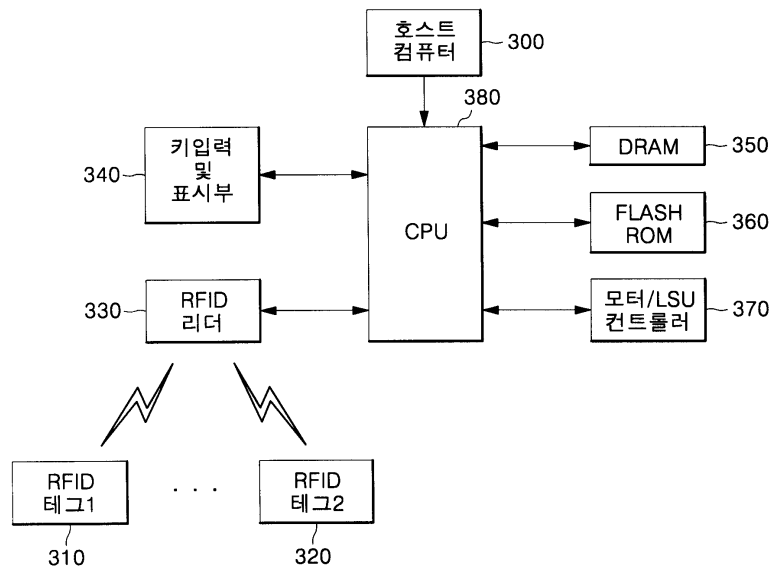 호스트
컴퓨터
300
380
키입력
및
표시부
340
CPU
DRAM
350
FLASH
ROM
360
RFID
리더
330
모터/LSU
컨트롤러
370
RFID
테그1
. . .
RFID
테그2
310
320